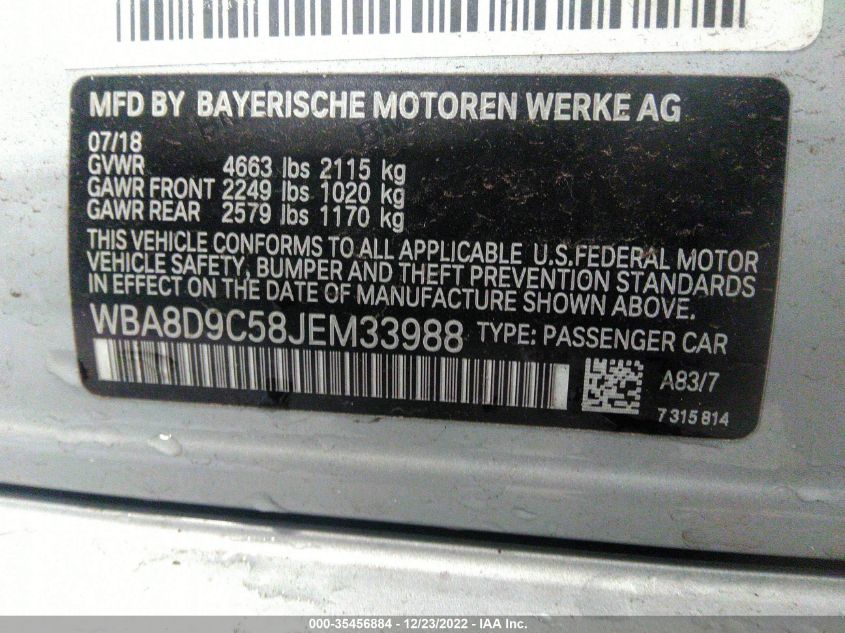 MFD BY BAYERISCHE MOTOREN WERKE AG
07/18
GVWR 4663 lbs 2115 kg
GAWR FRONT 2249 lbs 1020 kg
GAWR REAR 2579 lbs 1170 kg
THIS VEHICLE CONFORMS TO ALL APPLICABLE U.S.FEDERAL MOTOR
VEHICLE SAFETY, BUMPER AND THEFT PREVENTION STANDARDS
IN EFFECT ON THE DATE OF MANUFACTURE SHOWN ABOVE.
WBA8D9C58JEM33988 TYPE: PASSENGER CAR
A83/7
7 315 814
000-35456884 - 12/23/2022 - IAA Inc.